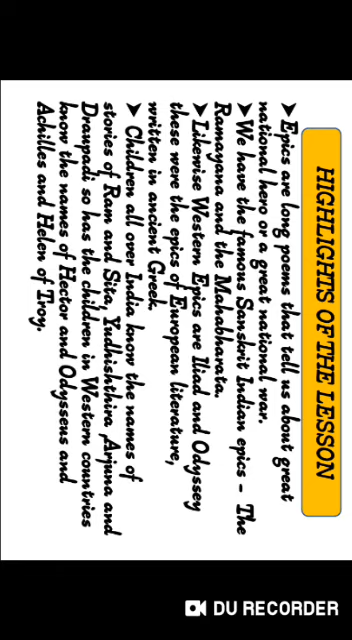 HIGHLIGHTS OF THE LESSON
➤ Epics are long poems that tell us about great
national hero or a great national war.
➤ We have the famous Sanskrit Indian epics - The
Ramayana and the Mahabharata.
➤ Likewise Western Epics are Iliad and Odyssey
these were the epics of European literature,
written in ancient Greek.
➤ Children all over India know the names of
stories of Ram and Sita, Yudhishthira ,Arjuna and
Draupadi so has the children in Western countries
know the names of Hector and Odysseus and
Achilles and Helen of Troy.
DU RECORDER